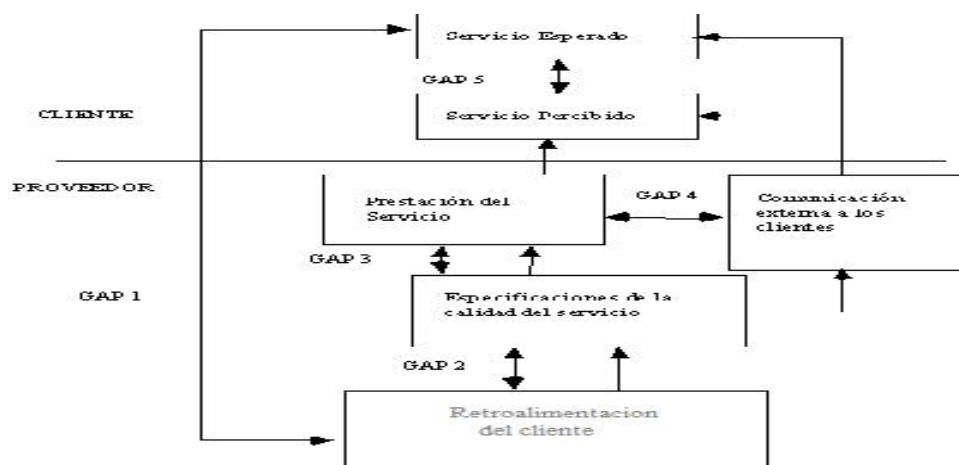 Servicio Esperado
GAP 5
CLIENTE
Servicio Percibido
PROVEEDOR
Prestación del
Servicio
GAP 4
Comunicación
externa a los
clientes
GAP 3
GAP 1
Especificaciones de la
calidad del servicio
GAP 2
Retroalimentacion
del cliente